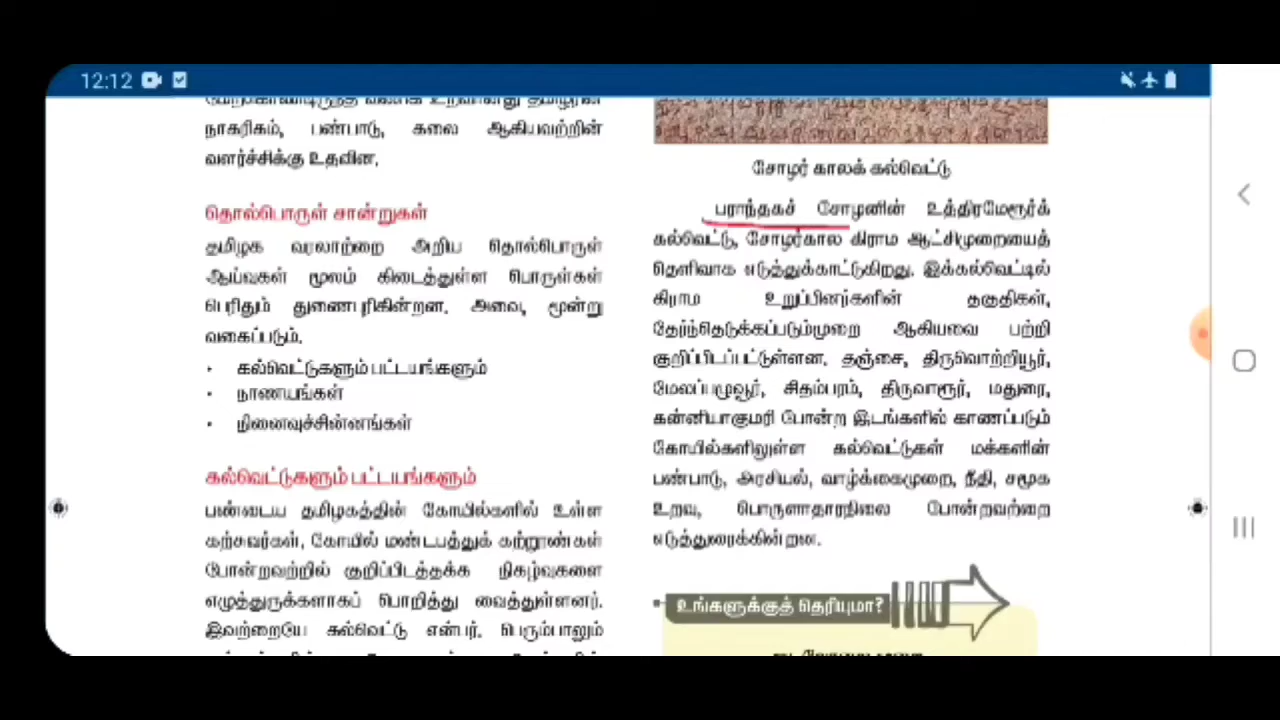 12:12
நாகரிகம், பண்பாடு, கலை ஆகியவற்றின்
வளர்ச்சிக்கு உதவின.
தொல்பொருள் சான்றுகள்
தமிழக வரலாற்றை அறிய தொல்பொருள்
ஆய்வுகள் மூலம் கிடைத்துள்ள பொருள்கள்
பெரிதும் துணைபுரிகின்றன. அவை, மூன்று
வகைப்படும்.
• கல்வெட்டுகளும் பட்டயங்களும்
• நாணயங்கள்
• நினைவுச்சின்னங்கள்
கல்வெட்டுகளும் பட்டயங்களும்
பண்டைய தமிழகத்தின் கோயில்களில் உள்ள
கற்சுவர்கள், கோயில் மண்டபத்துக் கற்றூண்கள்
போன்றவற்றில் குறிப்பிடத்தக்க நிகழ்வுகளை
எழுத்துருக்களாகப் பொறித்து வைத்துள்ளனர்.
இவற்றையே கல்வெட்டு என்பர். பெரும்பாலும்
சோழர் காலக் கல்வெட்டு
பராந்தகச் சோழனின் உத்திரமேரூர்க்
கல்வெட்டு, சோழர்கால கிராம ஆட்சிமுறையைத்
தெளிவாக எடுத்துக்காட்டுகிறது. இக்கல்வெட்டில்
கிராம உறுப்பினர்களின் தகுதிகள்,
தேர்ந்தெடுக்கப்படும்முறை ஆகியவை பற்றி
குறிப்பிடப்பட்டுள்ளன. தஞ்சை, திருவொற்றியூர்,
மேலப்பழுவூர், சிதம்பரம், திருவாரூர், மதுரை,
கன்னியாகுமரி போன்ற இடங்களில் காணப்படும்
கோயில்களிலுள்ள கல்வெட்டுகள் மக்களின்
பண்பாடு, அரசியல், வாழ்க்கைமுறை, நீதி, சமூக
உறவு, பொருளாதாரநிலை போன்றவற்றை
எடுத்துரைக்கின்றன.
உங்களுக்குத் தெரியுமா?